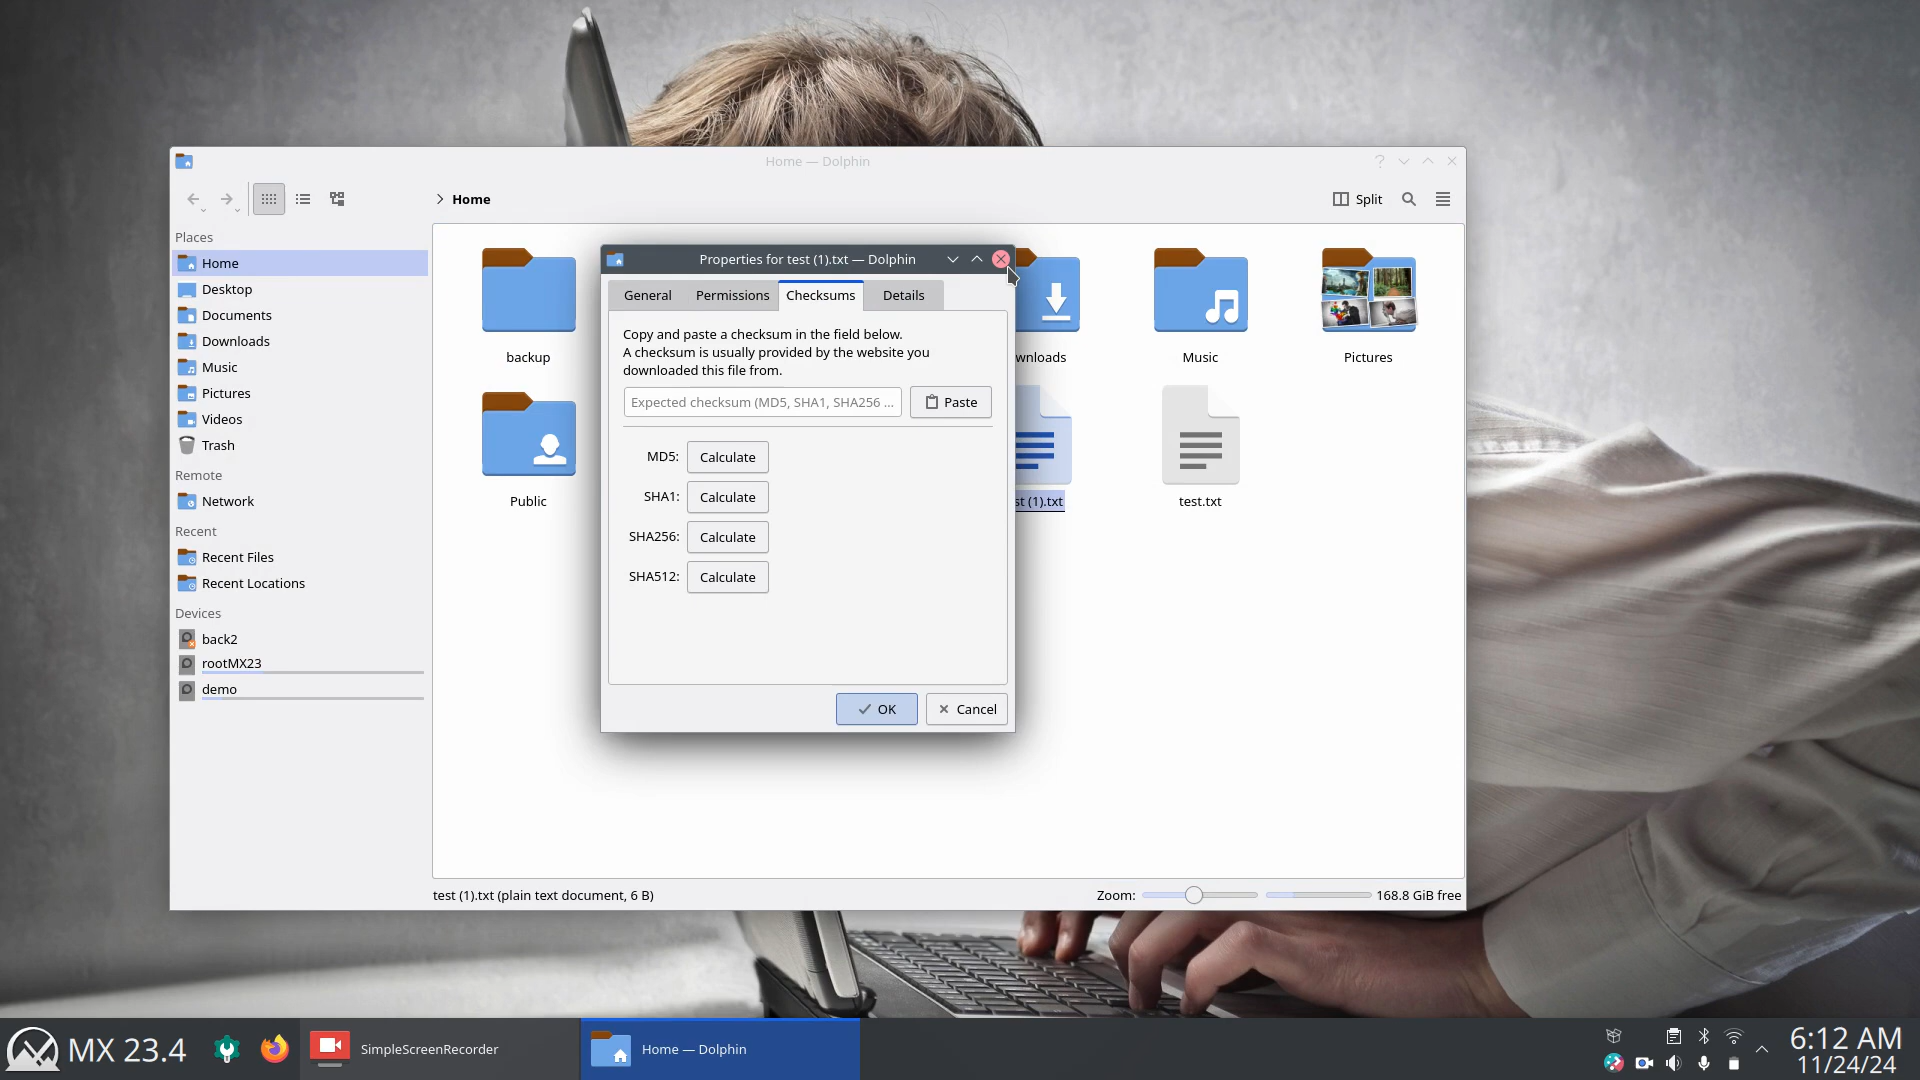 Home — Dolphin
Home
Split
Places
Home
Desktop
Documents
Downloads
Music
Pictures
Videos
Trash
Remote
Network
Recent
Recent Files
Recent Locations
Devices
back2
rootMX23
demo
backup
wnloads
Music
Pictures
Public
st (1).txt
test.txt
Properties for test (1).txt — Dolphin
General
Permissions
Checksums
Details
Copy and paste a checksum in the field below.
A checksum is usually provided by the website you
downloaded this file from.
Expected checksum (MD5, SHA1, SHA256 ...
Paste
MD5:
Calculate
SHA1:
Calculate
SHA256:
Calculate
SHA512:
Calculate
OK
Cancel
test (1).txt (plain text document, 6 B)
Zoom:
168.8 GiB free
MX 23.4
SimpleScreenRecorder
Home — Dolphin
6:12 AM
11/24/24